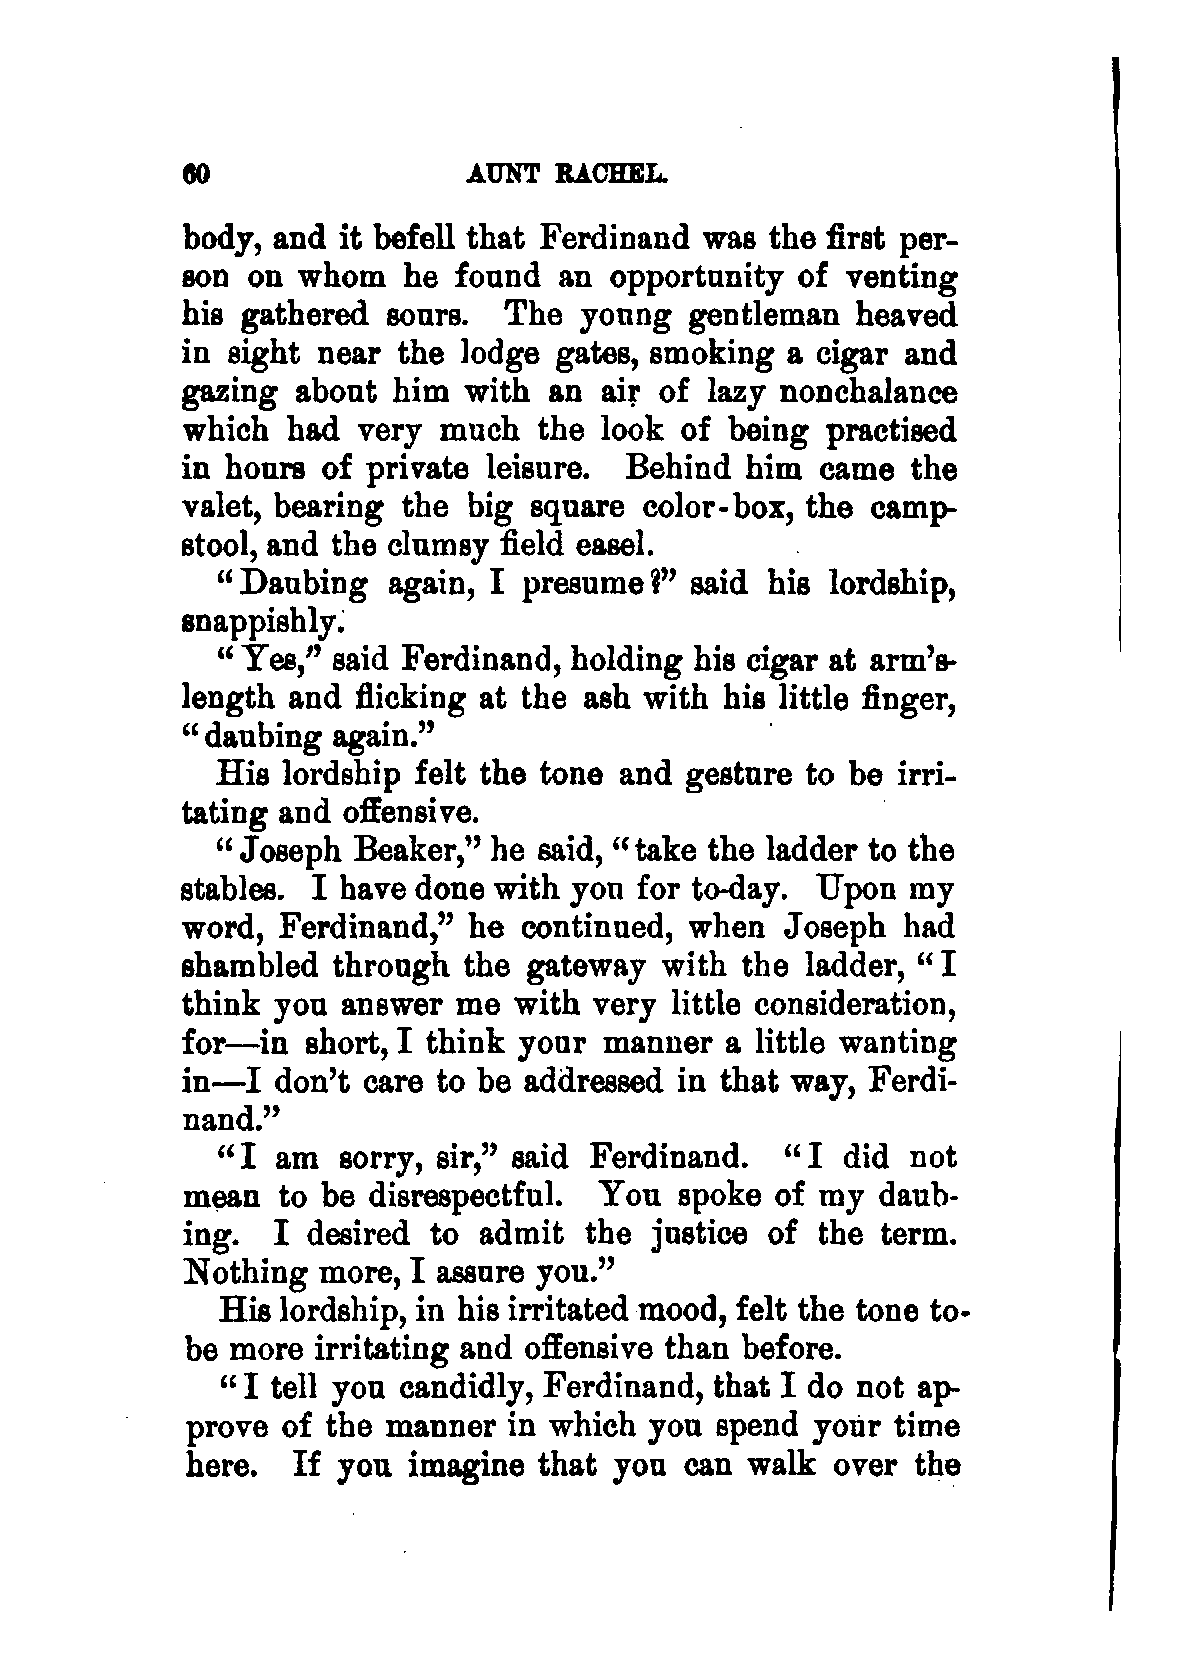 60 AUNT RACHEL.
body, and it befell that Ferdinand was the first per-
son on whom he found an opportunity of venting
his gathered sours. The young gentleman heaved
in sight near the lodge gates, smoking a cigar and
gazing about him with an air of lazy nonchalance
which had very much the look of being practised
in hours of private leisure. Behind him came the
valet, bearing the big square color-box, the camp-
stool, and the clumsy field easel.
“Daubing again, I presume?” said his lordship,
snappishly.
“Yes,” said Ferdinand, holding his cigar at arm's-
length and flicking at the ash with his little finger,
“daubing again.”
His lordship felt the tone and gesture to be irri-
tating and offensive.
“Joseph Beaker,” he said, “take the ladder to the
stables. I have done with you for to-day. Upon my
word, Ferdinand,” he continued, when Joseph had
shambled through the gateway with the ladder, “I
think you answer me with very little consideration,
for—in short, I think your manner a little wanting
in—I don't care to be addressed in that way, Ferdi-
nand.”
“I am sorry, sir,” said Ferdinand. “I did not
mean to be disrespectful. You spoke of my daub-
ing. I desired to admit the justice of the term.
Nothing more, I assure you.”
His lordship, in his irritated mood, felt the tone to
be more irritating and offensive than before.
“I tell you candidly, Ferdinand, that I do not ap-
prove of the manner in which you spend your time
here. If you imagine that you can walk over the